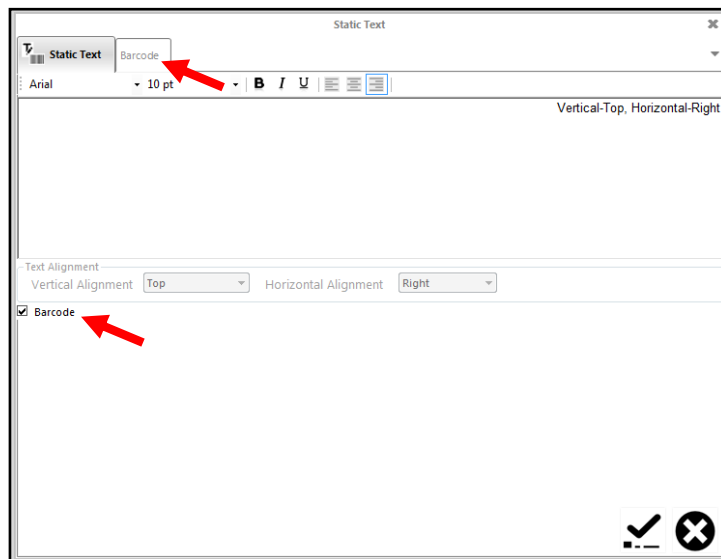 Static Text
Static Text Barcode
Arial 10 pt B I U
Vertical-Top, Horizontal-Right
Text Alignment
Vertical Alignment Top Horizontal Alignment Right
Barcode